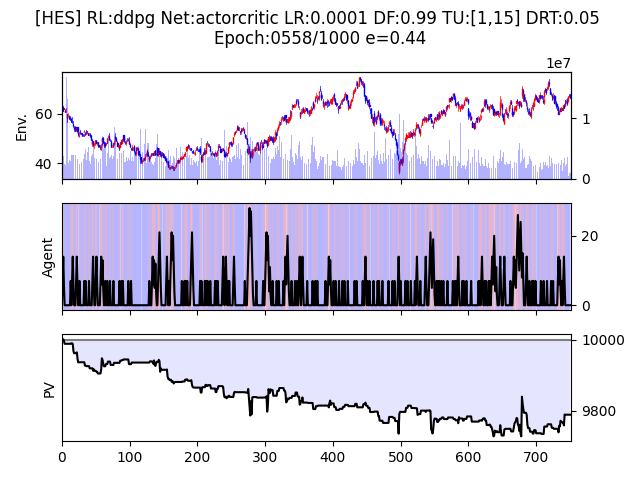 [HES] RL:ddpg Net:actorcritic LR:0.0001 DF:0.99 TU:[1,15] DRT:0.05
Epoch:0558/1000 e=0.44
1e7
Env.
60
40
1
0
Agent
20
0
PV
10000
9800
0 100 200 300 400 500 600 700